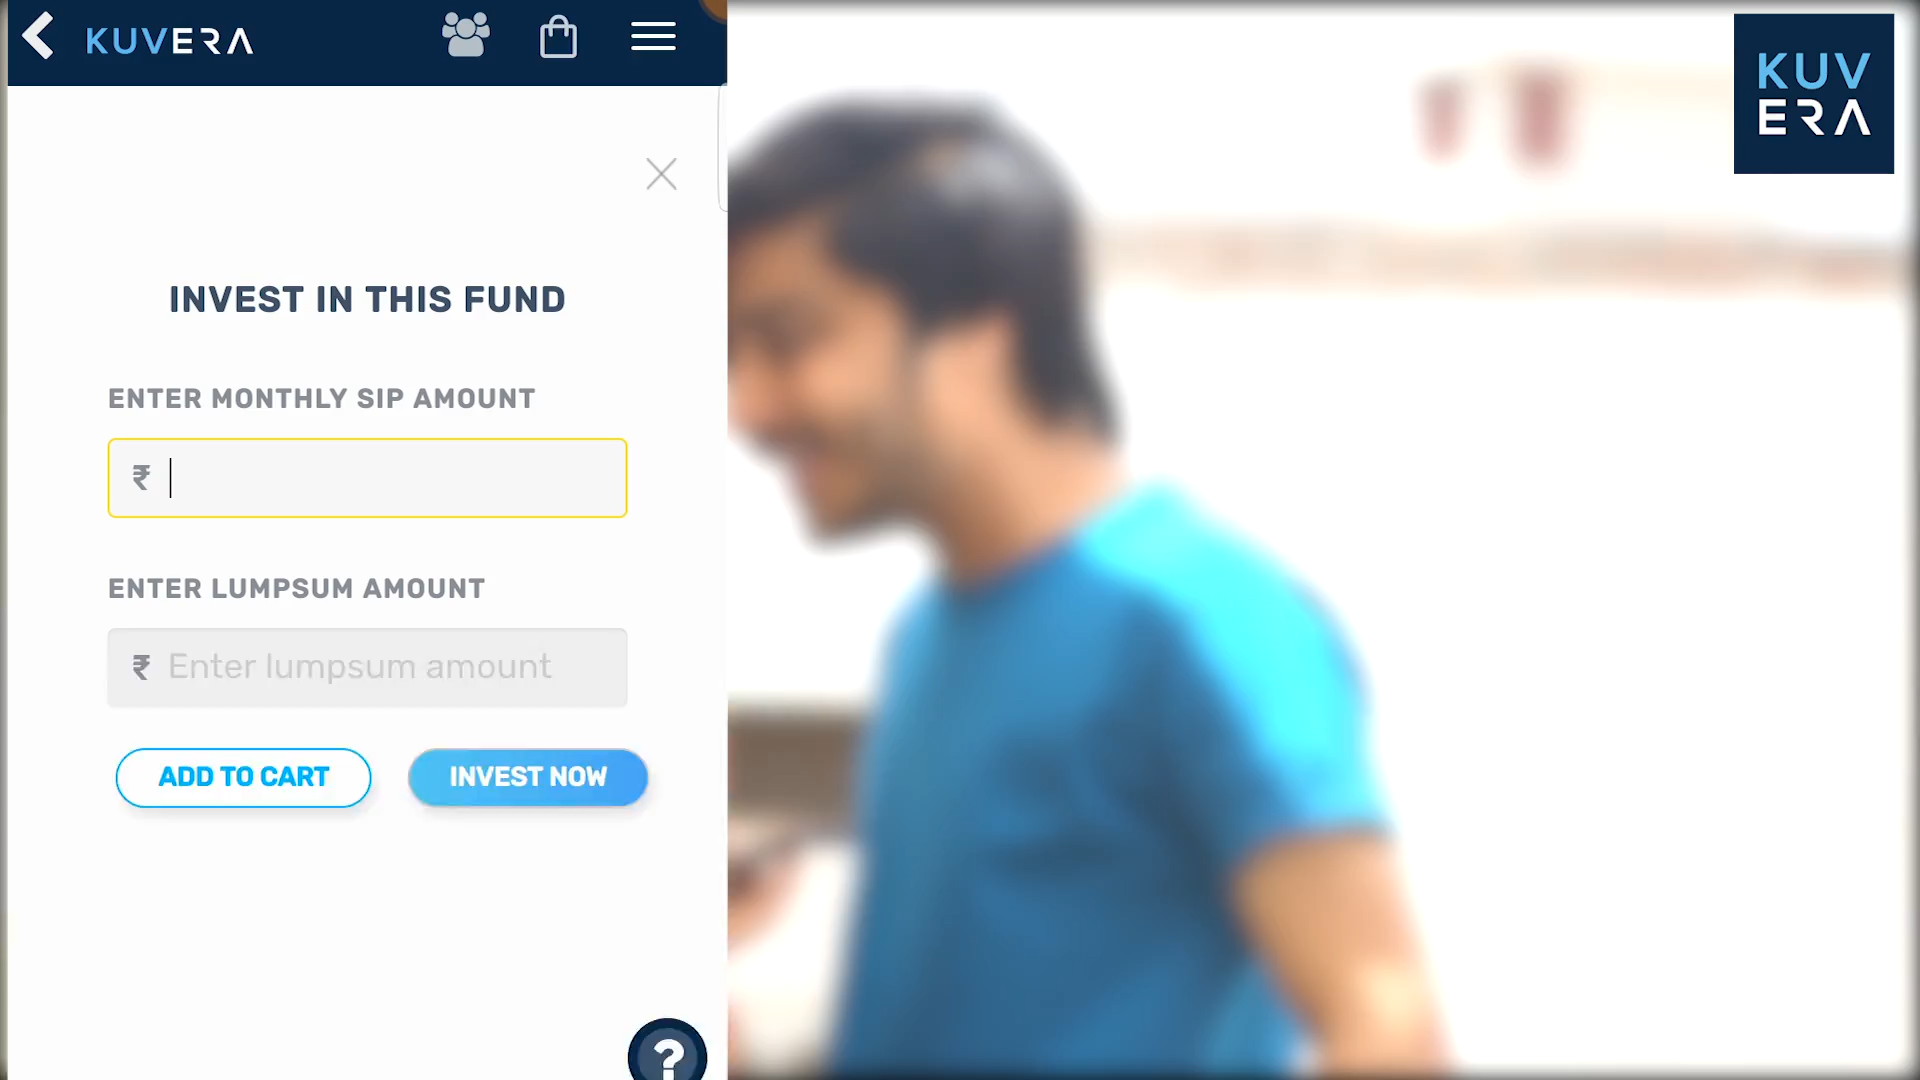 KUVERA
KUV
ERA
INVEST IN THIS FUND
ENTER MONTHLY SIP AMOUNT
₹
ENTER LUMPSUM AMOUNT
₹ Enter lumpsum amount
ADD TO CART
INVEST NOW
?